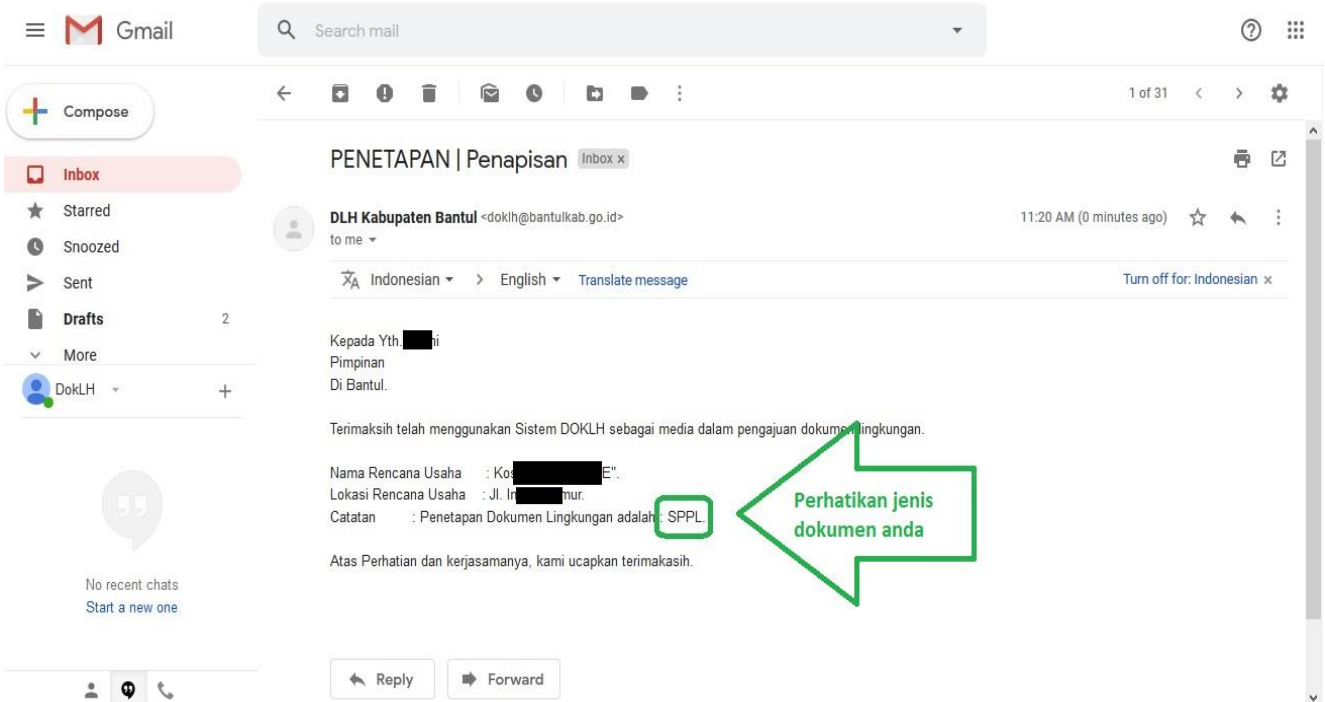 Gmail
Search mail
Compose
1 of 31
Inbox
Starred
Snoozed
Sent
Drafts 2
More
DokLH
No recent chats
Start a new one
PENETAPAN | Penapisan Inbox x
DLH Kabupaten Bantul <doklh@bantulkab.go.id> 11:20 AM (0 minutes ago)
to me
Indonesian > English Translate message Turn off for: Indonesian x
Kepada Yth.
Pimpinan
Di Bantul.
Terimaksih telah menggunakan Sistem DOKLH sebagai media dalam pengajuan dokumen lingkungan.
Nama Rencana Usaha : Kos E".
Lokasi Rencana Usaha : Jl. In mur.
Catatan : Penetapan Dokumen Lingkungan adalah : SPPL.
Atas Perhatian dan kerjasamanya, kami ucapkan terimakasih.
Perhatikan jenis
dokumen anda
Reply Forward